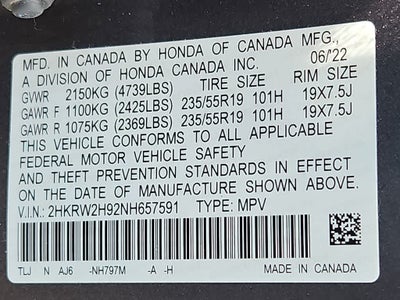 MFD. IN CANADA BY HONDA OF CANADA MFG.,
A DIVISION OF HONDA CANADA INC. 06/22
GVWR 2150KG (4739LBS) TIRE SIZE RIM SIZE
GAWR F 1100KG (2425LBS) 235/55R19 101H 19X7.5J
GAWR R 1075KG (2369LBS) 235/55R19 101H 19X7.5J
THIS VEHICLE CONFORMS TO ALL APPLICABLE
FEDERAL MOTOR VEHICLE SAFETY
AND THEFT PREVENTION STANDARDS IN EFFECT ON
THE DATE OF MANUFACTURE SHOWN ABOVE.
V.I.N.: 2HKRW2H92NH657591 TYPE: MPV
TLJ N AJ6 -NH797M -A -H MADE IN CANADA